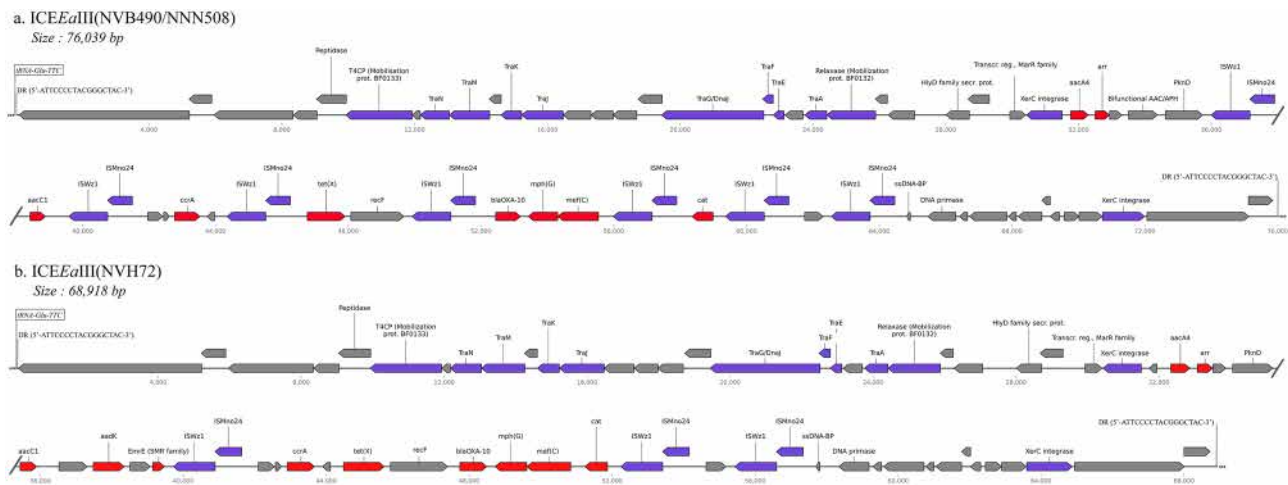 a. ICEEaIII(NVB490/NNN508)
Size : 76,039 bp
tRNA-Glu-TTC
DR (5'-ATTCCCCTACGGGCTAC-3')
Peptidase
T4CP (Mobilisation prot. BF0133)
TraN
TraM
TraK
TraJ
TraG/DnaJ
TraF
TraE
TraA
Relaxase (Mobilization prot. BF0132)
HlyD family secr. prot.
Transcr. reg., MarR family
XerC integrase
aacA4
arr
Bifunctional AAC/APH
PknD
ISWz1
ISMno24
4,000
8,000
12,000
16,000
20,000
24,000
28,000
32,000
36,000
aacC1
ISWz1
ISMno24
ccrA
ISWz1
ISMno24
tet(X)
recF
ISWz1
ISMno24
blaOXA-10
mph(G)
mef(C)
ISWz1
ISMno24
cat
ISWz1
ISMno24
ISWz1
ISMno24
ssDNA-BP
DNA primase
XerC integrase
DR (5'-ATTCCCCTACGGGCTAC-3')
40,000
44,000
48,000
52,000
56,000
60,000
64,000
68,000
72,000
76,000
b. ICEEaIII(NVH72)
Size : 68,918 bp
tRNA-Glu-TTC
DR (5'-ATTCCCCTACGGGCTAC-3')
Peptidase
T4CP (Mobilization prot. BF0133)
TraN
TraM
TraK
TraJ
TraG/DnaJ
TraF
TraE
TraA
Relaxase (Mobilization prot. BF0132)
HlyD family secr. prot.
Transcr. reg., MarR family
XerC integrase
aacA4
arr
PknD
4,000
8,000
12,000
16,000
20,000
24,000
28,000
32,000
aacC1
aadK
EmrE (SMR family)
ISWz1
ISMno24
ccrA
tet(X)
recF
blaOXA-10
mph(G)
mef(C)
cat
ISWz1
ISMno24
ISWz1
ISMno24
ssDNA-BP
DNA primase
XerC integrase
DR (5'-ATTCCCCTACGGGCTAC-3')
36,000
40,000
44,000
48,000
52,000
56,000
60,000
64,000
68,000